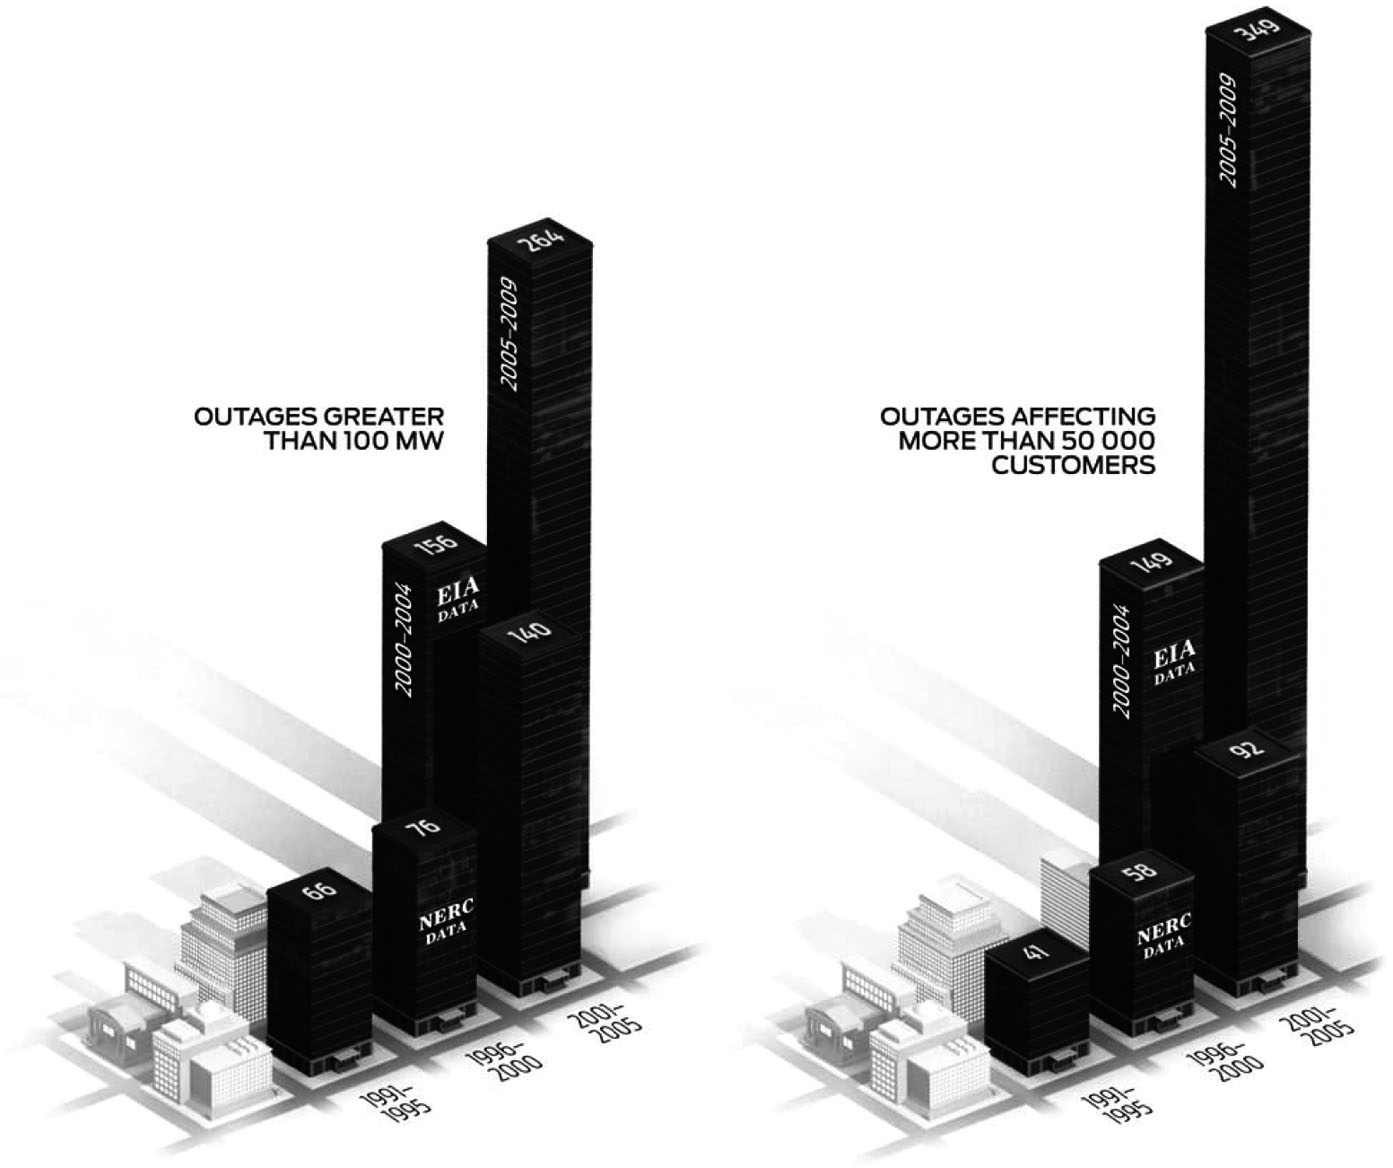 OUTAGES GREATER
THAN 100 MW
264
2005–2009
156
2000–2004
EIA
DATA
140
76
NERC
DATA
66
1991–
1995
1996–
2000
2001–
2005
OUTAGES AFFECTING
MORE THAN 50 000
CUSTOMERS
349
2005–2009
149
2000–2004
EIA
DATA
92
58
NERC
DATA
41
1991–
1995
1996–
2000
2001–
2005